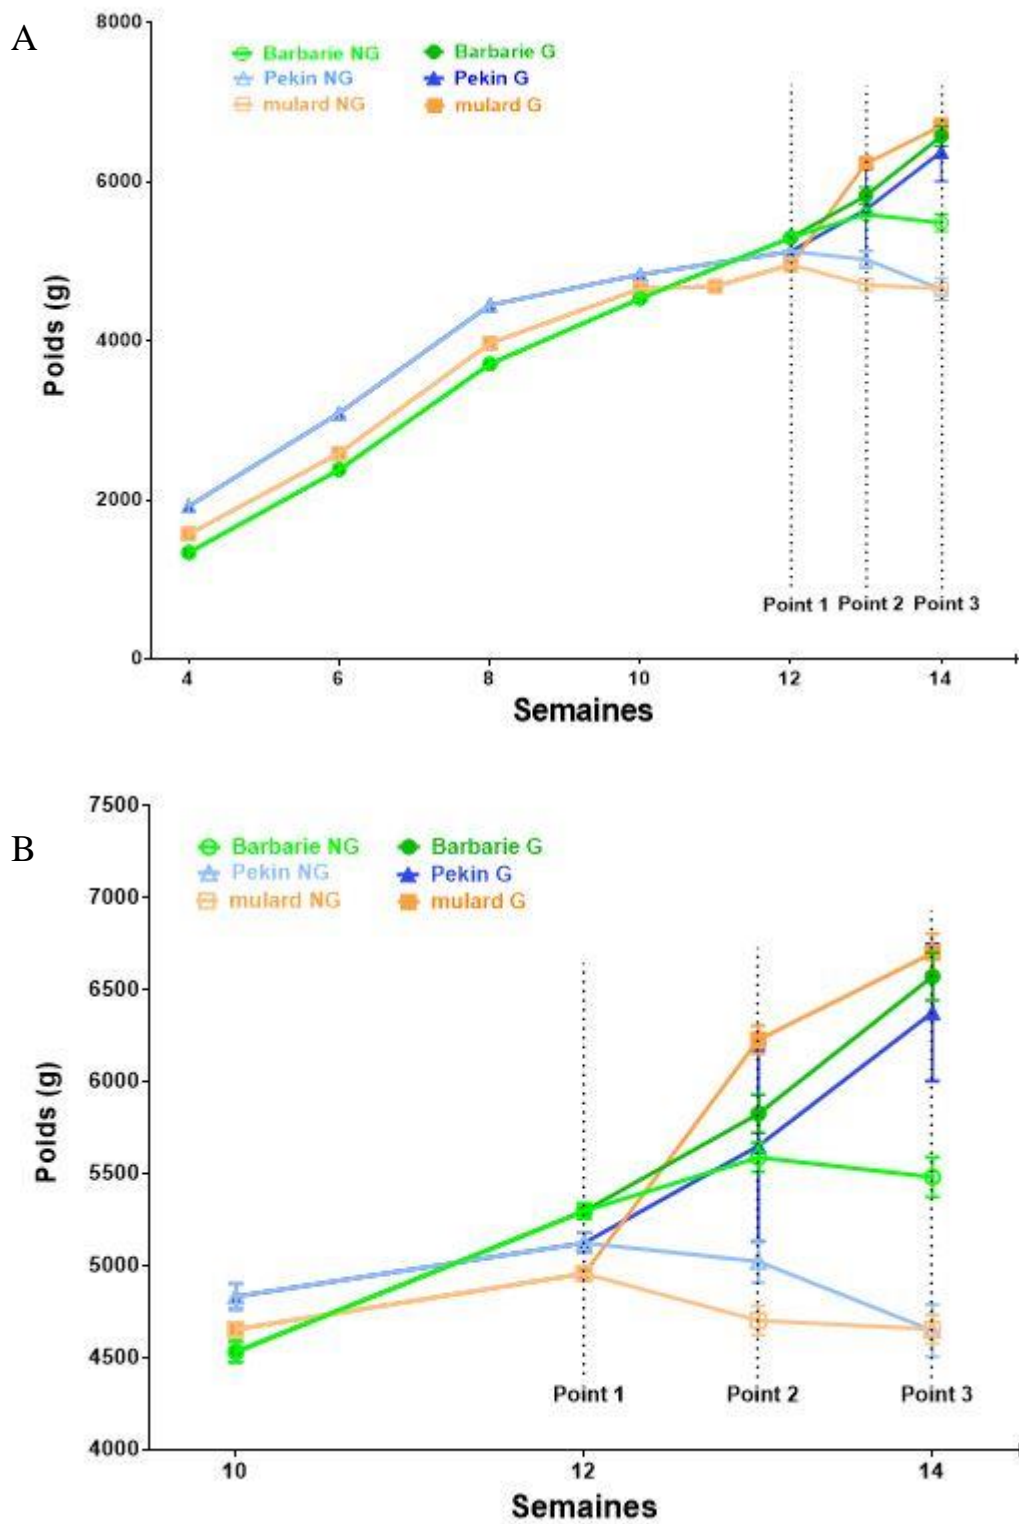 A
8000
6000
4000
2000
0
Poids (g)
Barbarie NG
Barbarie G
Pekin NG
Pekin G
mulard NG
mulard G
Point 1 Point 2 Point 3
4 6 8 10 12 14
Semaines
B
7500
7000
6500
6000
5500
5000
4500
4000
Poids (g)
Barbarie NG
Barbarie G
Pekin NG
Pekin G
mulard NG
mulard G
Point 1 Point 2 Point 3
10 12 14
Semaines